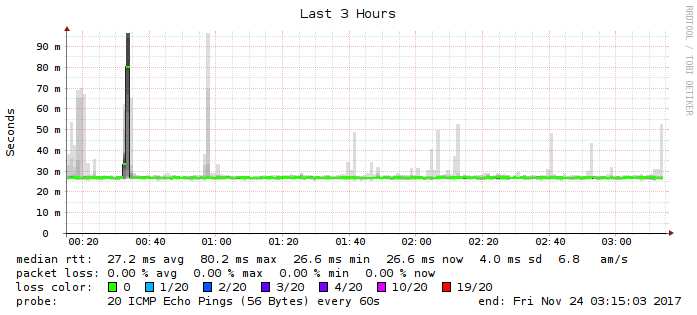 Last 3 Hours
RRDTOOL / TOBI OETIKER
Seconds
90 m
80 m
70 m
60 m
50 m
40 m
30 m
20 m
10 m
0
00:20 00:40 01:00 01:20 01:40 02:00 02:20 02:40 03:00
median rtt: 27.2 ms avg 80.2 ms max 26.6 ms min 26.6 ms now 4.0 ms sd 6.8 am/s
packet loss: 0.00 % avg 0.00 % max 0.00 % min 0.00 % now
loss color: 0 1/20 2/20 3/20 4/20 10/20 19/20
probe: 20 ICMP Echo Pings (56 Bytes) every 60s end: Fri Nov 24 03:15:03 2017